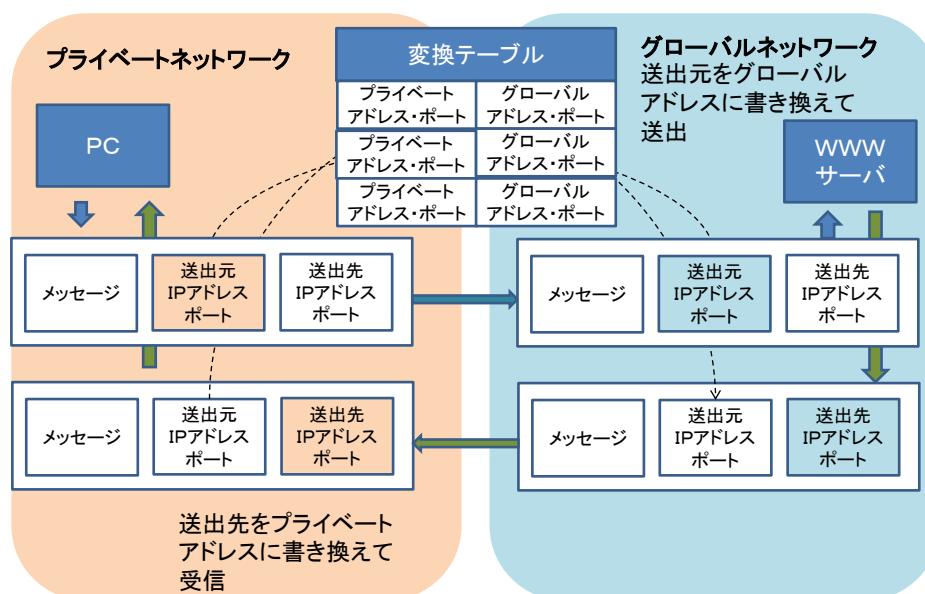 プライベートネットワーク
変換テーブル
プライベート
アドレス・ポート
グローバル
アドレス・ポート
プライベート
アドレス・ポート
グローバル
アドレス・ポート
プライベート
アドレス・ポート
グローバル
アドレス・ポート
グローバルネットワーク
送出元をグローバル
アドレスに書き換えて
送出
PC
WWW
サーバ
メッセージ
送出元
IPアドレス
ポート
送出先
IPアドレス
ポート
メッセージ
送出元
IPアドレス
ポート
送出先
IPアドレス
ポート
メッセージ
送出元
IPアドレス
ポート
送出先
IPアドレス
ポート
メッセージ
送出元
IPアドレス
ポート
送出先
IPアドレス
ポート
送出先をプライベート
アドレスに書き換えて
受信